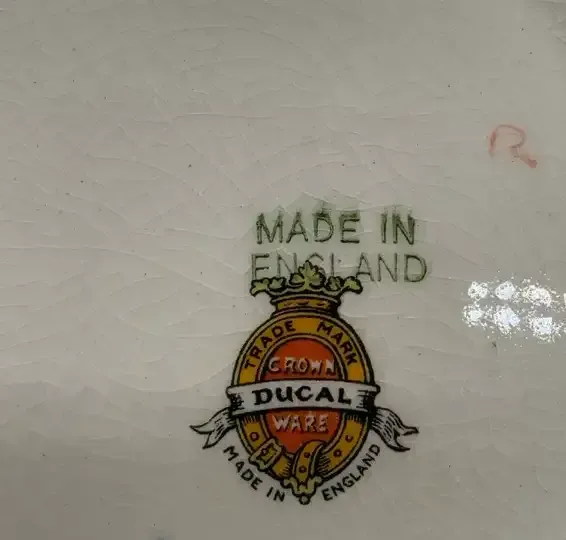 R
MADE IN
ENGLAND
TRADE MARK
CROWN
DUCAL
WARE
MADE IN ENGLAND